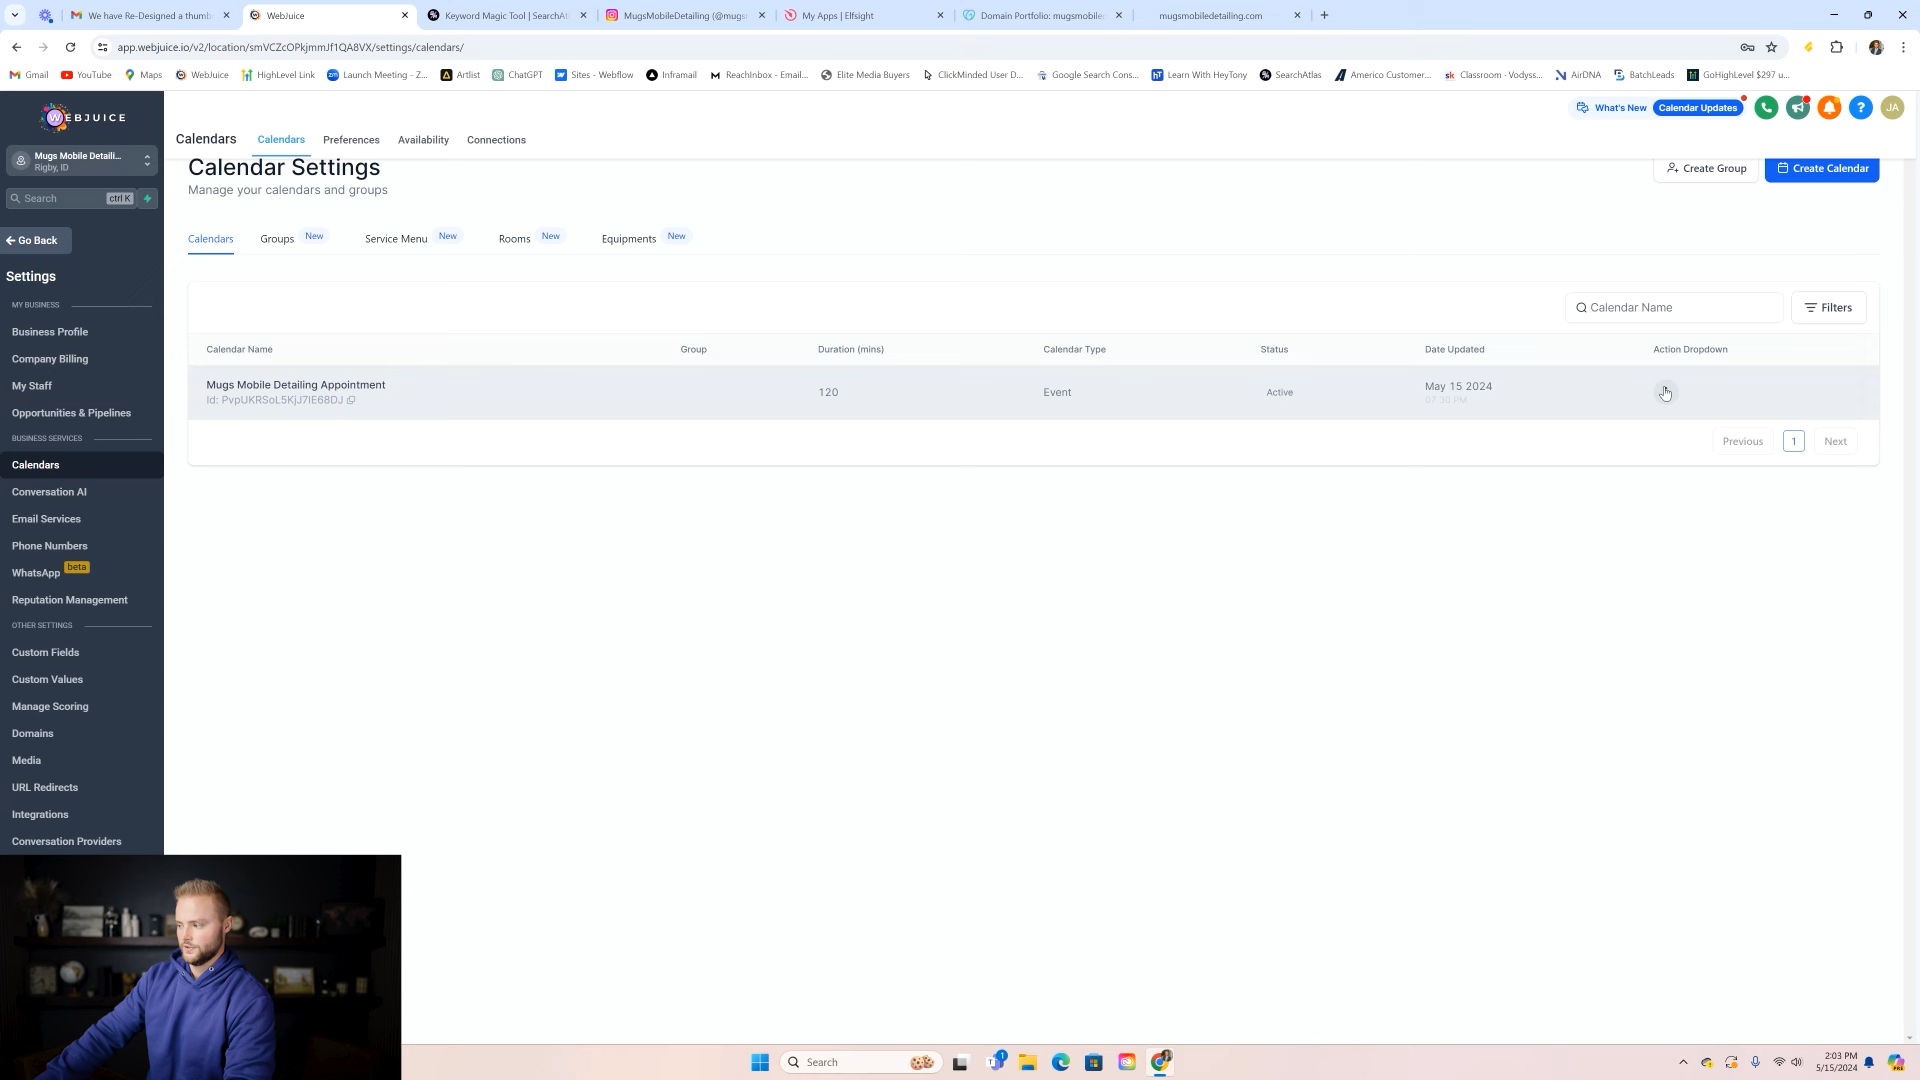 We have Re-Designed a thumb
WebJuice
Keyword Magic Tool | SearchAt
MugsMobileDetailing (@mugs
My Apps | Elfsight
Domain Portfolio: mugsmobile
mugsmobiledetailing.com
app.webjuice.io/v2/location/smVCZcOPkjmmJf1QA8VX/settings/calendars/
Gmail
YouTube
Maps
WebJuice
HighLevel Link
Launch Meeting - Z...
Artlist
ChatGPT
Sites - Webflow
Inframail
ReachInbox - Email...
Elite Media Buyers
ClickMinded User D...
Google Search Cons...
Learn With HeyTony
SearchAtlas
Americo Customer...
Classroom · Vodyss...
AirDNA
BatchLeads
GoHighLevel $297 u...
WEBJUICE
Mugs Mobile Detaili...
Rigby, ID
Search ctrl K
Go Back
Settings
MY BUSINESS
Business Profile
Company Billing
My Staff
Opportunities & Pipelines
BUSINESS SERVICES
Calendars
Conversation AI
Email Services
Phone Numbers
WhatsApp beta
Reputation Management
OTHER SETTINGS
Custom Fields
Custom Values
Manage Scoring
Domains
Media
URL Redirects
Integrations
Conversation Providers
What's New Calendar Updates
JA
Calendars Calendars Preferences Availability Connections
Calendar Settings
Manage your calendars and groups
Create Group
Create Calendar
Calendars Groups New Service Menu New Rooms New Equipments New
Calendar Name
Filters
Calendar Name Group Duration (mins) Calendar Type Status Date Updated Action Dropdown
Mugs Mobile Detailing Appointment 120 Event Active May 15 2024
Id: PvpUKRSoL5KjJ7IE68DJ 07:30 PM
Previous 1 Next
Search
1
2:03 PM
5/15/2024
PRE